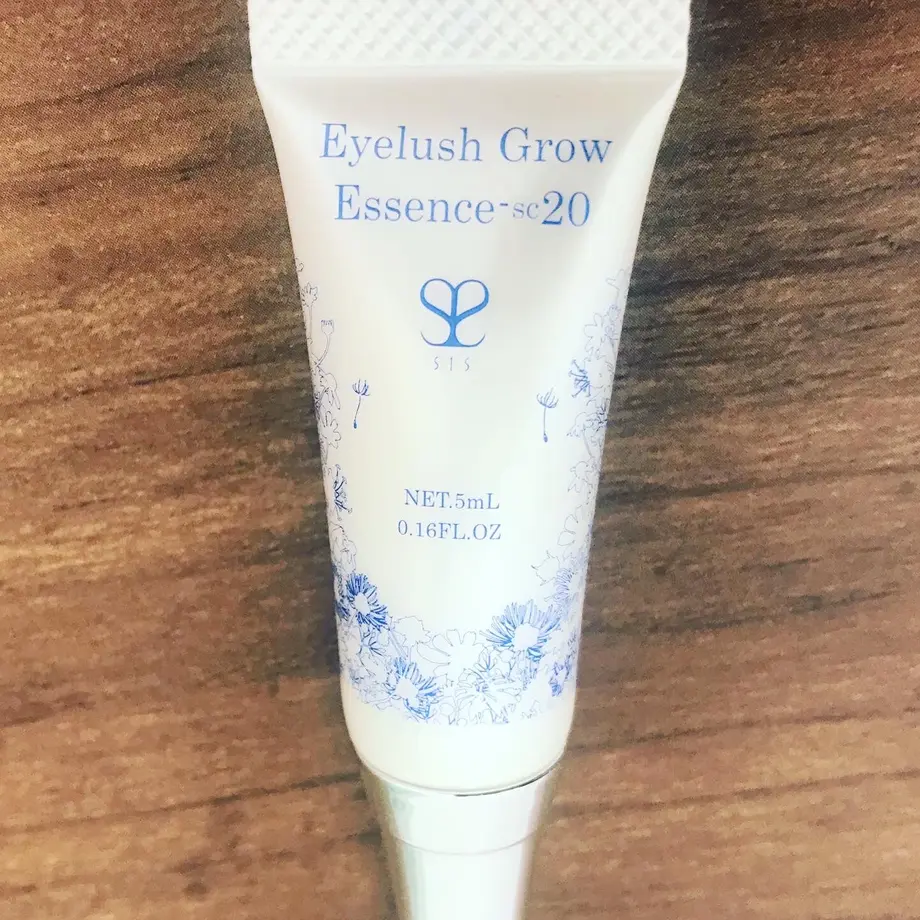 Eyelush Grow
Essence-sc20
sis
NET.5mL
0.16FL.OZ